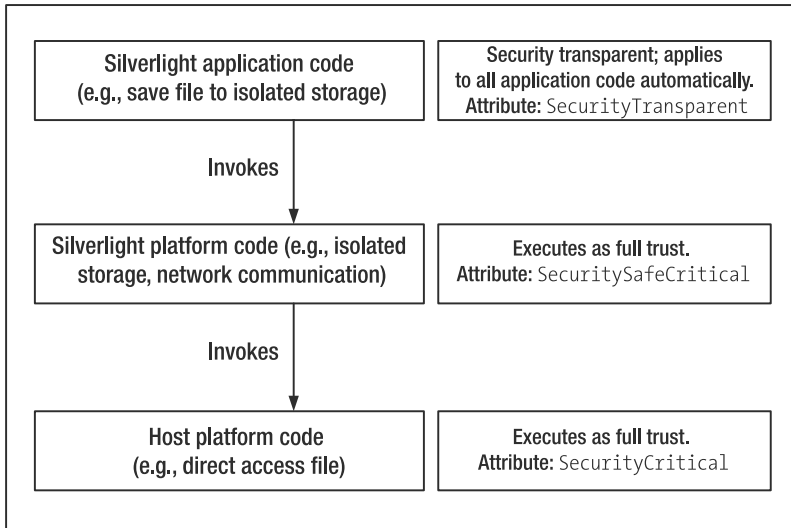 Silverlight application code
(e.g., save file to isolated storage)
Security transparent; applies
to all application code automatically.
Attribute: SecurityTransparent
Invokes
Silverlight platform code (e.g., isolated
storage, network communication)
Executes as full trust.
Attribute: SecuritySafeCritical
Invokes
Host platform code
(e.g., direct access file)
Executes as full trust.
Attribute: SecurityCritical